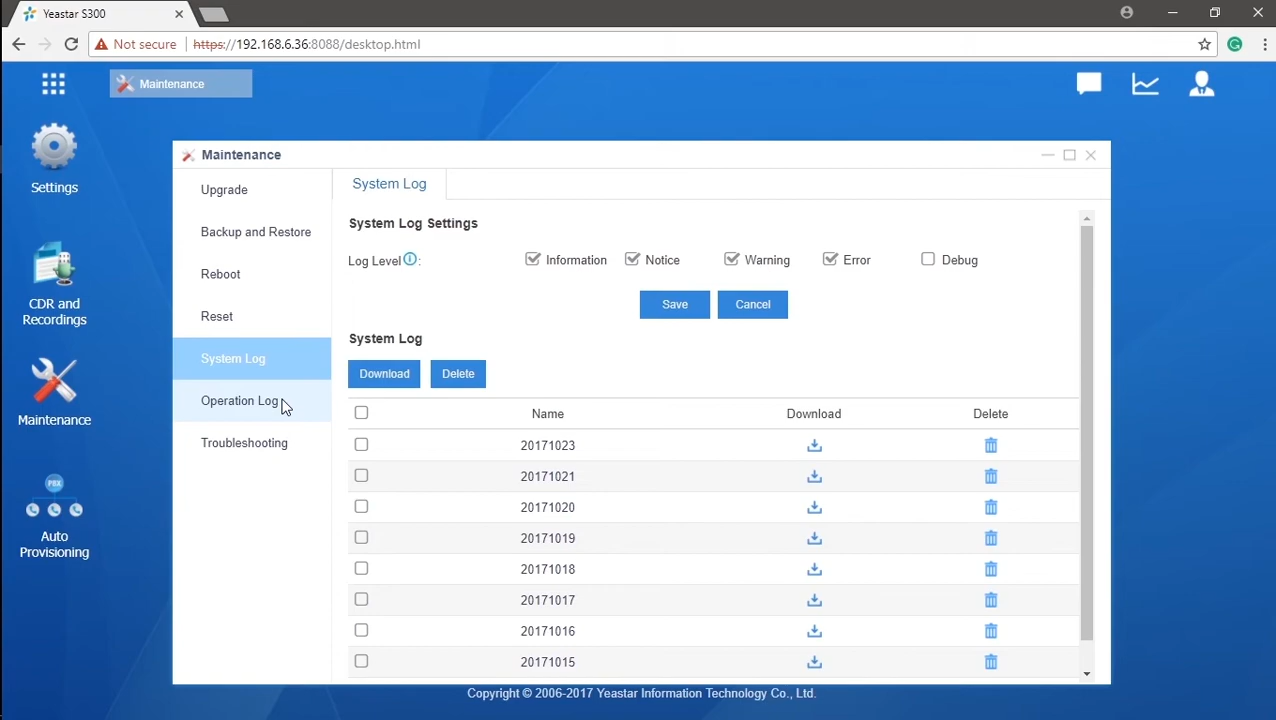 Yeastar S300
Not secure https://192.168.6.36:8088/desktop.html
Maintenance
Settings
CDR and
Recordings
Maintenance
PBX
Auto
Provisioning
Maintenance
Upgrade
Backup and Restore
Reboot
Reset
System Log
Operation Log
Troubleshooting
System Log
System Log Settings
Log Level : Information Notice Warning Error Debug
Save Cancel
System Log
Download Delete
Name Download Delete
20171023
20171021
20171020
20171019
20171018
20171017
20171016
20171015
Copyright © 2006-2017 Yeastar Information Technology Co., Ltd.